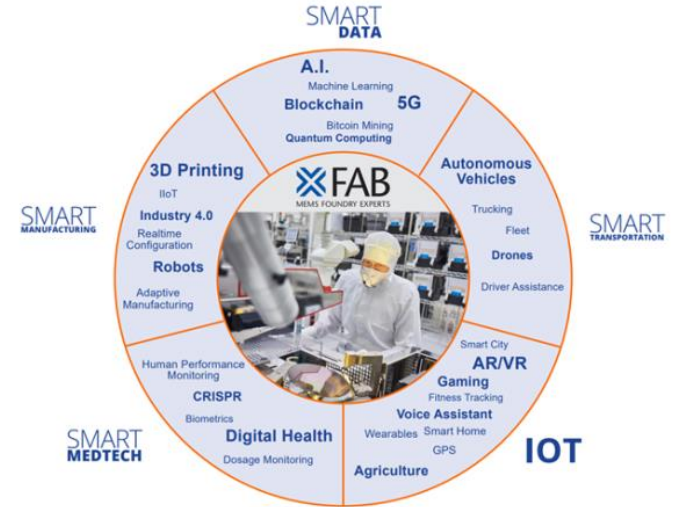 SMART
DATA
A.I.
Machine Learning
Blockchain 5G
Bitcoin Mining
Quantum Computing
XFAB
MEMS FOUNDRY EXPERTS
SMART
MANUFACTURING
3D Printing
IIoT
Industry 4.0
Realtime
Configuration
Robots
Adaptive
Manufacturing
Autonomous
Vehicles
Trucking
Fleet
Drones
Driver Assistance
SMART
TRANSPORTATION
Human Performance
Monitoring
CRISPR
Biometrics
Digital Health
Dosage Monitoring
SMART
MEDTECH
Smart City
AR/VR
Gaming
Fitness Tracking
Voice Assistant
Wearables Smart Home
GPS
Agriculture
IOT